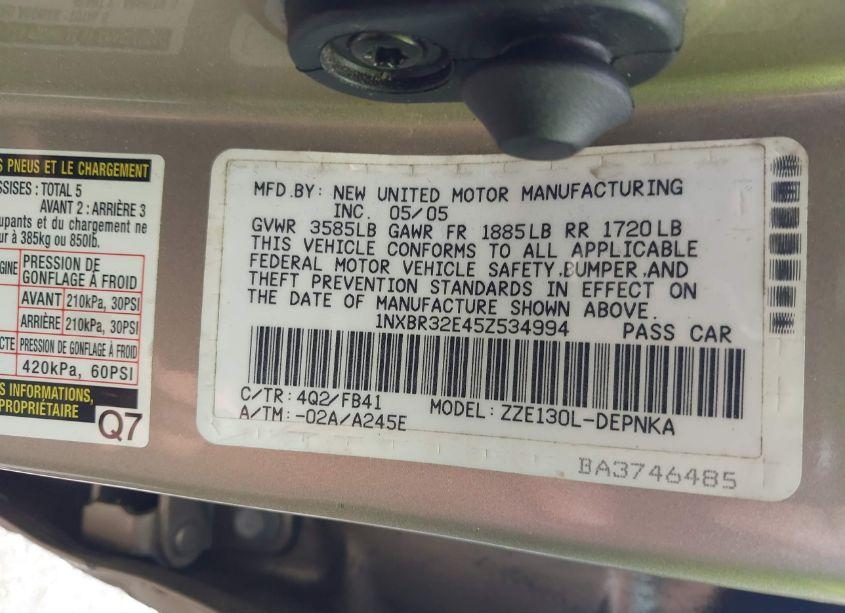 S PNEUS ET LE CHARGEMENT
SSISES : TOTAL 5
AVANT 2 : ARRIÈRE 3
upants et du chargement ne
ur à 385kg ou 850lb.
GINE PRESSION DE
GONFLAGE À FROID
AVANT 210kPa, 30PSI
ARRIÈRE 210kPa, 30PSI
CTE PRESSION DE GONFLAGE À FROID
420kPa, 60PSI
S INFORMATIONS,
PROPRIÉTAIRE
Q7
MFD.BY: NEW UNITED MOTOR MANUFACTURING
INC. 05/05
GVWR 3585LB GAWR FR 1885LB RR 1720LB
THIS VEHICLE CONFORMS TO ALL APPLICABLE
FEDERAL MOTOR VEHICLE SAFETY,BUMPER,AND
THEFT PREVENTION STANDARDS IN EFFECT ON
THE DATE OF MANUFACTURE SHOWN ABOVE.
1NXBR32E45Z534994 PASS CAR
C/TR: 4Q2/FB41
A/TM: -02A/A245E
MODEL: ZZE130L-DEPNKA
BA3746485